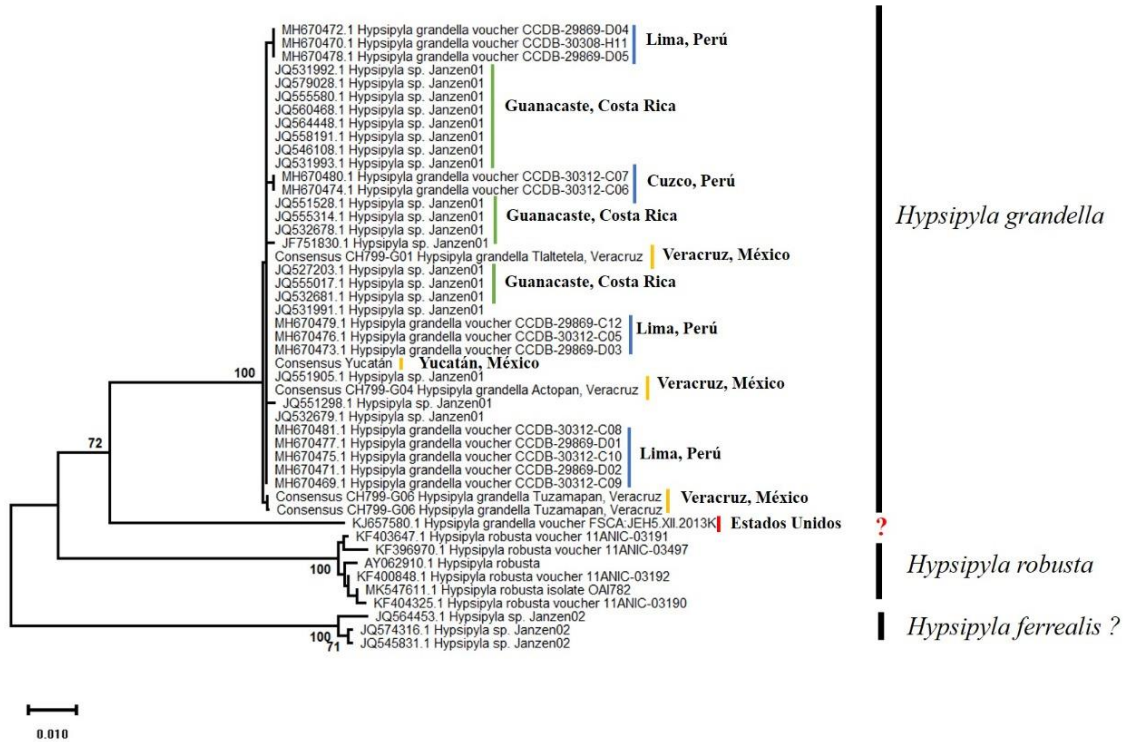 MH670472.1 Hypsipyla grandella voucher CCDB-29869-D04
MH670470.1 Hypsipyla grandella voucher CCDB-30308-H11
MH670478.1 Hypsipyla grandella voucher CCDB-29869-D05
Lima, Perú
JQ531992.1 Hypsipyla sp. Janzen01
JQ579028.1 Hypsipyla sp. Janzen01
JQ555580.1 Hypsipyla sp. Janzen01
JQ560468.1 Hypsipyla sp. Janzen01
JQ564448.1 Hypsipyla sp. Janzen01
JQ558191.1 Hypsipyla sp. Janzen01
JQ546108.1 Hypsipyla sp. Janzen01
JQ531993.1 Hypsipyla sp. Janzen01
Guanacaste, Costa Rica
MH670480.1 Hypsipyla grandella voucher CCDB-30312-C07
MH670474.1 Hypsipyla grandella voucher CCDB-30312-C06
Cuzco, Perú
JQ551528.1 Hypsipyla sp. Janzen01
JQ555314.1 Hypsipyla sp. Janzen01
JQ532678.1 Hypsipyla sp. Janzen01
Guanacaste, Costa Rica
JF751830.1 Hypsipyla sp. Janzen01
Consensus CH799-G01 Hypsipyla grandella Tlaltetela, Veracruz
Veracruz, México
JQ527203.1 Hypsipyla sp. Janzen01
JQ555017.1 Hypsipyla sp. Janzen01
JQ532681.1 Hypsipyla sp. Janzen01
Guanacaste, Costa Rica
JQ531991.1 Hypsipyla sp. Janzen01
MH670479.1 Hypsipyla grandella voucher CCDB-29869-C12
MH670476.1 Hypsipyla grandella voucher CCDB-30312-C05
MH670473.1 Hypsipyla grandella voucher CCDB-29869-D03
Lima, Perú
Consensus Yucatán
Yucatán, México
JQ551905.1 Hypsipyla sp. Janzen01
Consensus CH799-G04 Hypsipyla grandella Actopan, Veracruz
Veracruz, México
JQ551298.1 Hypsipyla sp. Janzen01
JQ532679.1 Hypsipyla sp. Janzen01
MH670481.1 Hypsipyla grandella voucher CCDB-30312-C08
MH670477.1 Hypsipyla grandella voucher CCDB-29869-D01
MH670475.1 Hypsipyla grandella voucher CCDB-30312-C10
MH670471.1 Hypsipyla grandella voucher CCDB-29869-D02
MH670469.1 Hypsipyla grandella voucher CCDB-30312-C09
Lima, Perú
Consensus CH799-G06 Hypsipyla grandella Tuzamapan, Veracruz
Consensus CH799-G06 Hypsipyla grandella Tuzamapan, Veracruz
Veracruz, México
KJ657580.1 Hypsipyla grandella voucher FSCA:JEH5.XII.2013K
Estados Unidos
?
KF403647.1 Hypsipyla robusta voucher 11ANIC-03191
KF396970.1 Hypsipyla robusta voucher 11ANIC-03497
AY062910.1 Hypsipyla robusta
KF400848.1 Hypsipyla robusta voucher 11ANIC-03192
MK547611.1 Hypsipyla robusta isolate OAI782
KF404325.1 Hypsipyla robusta voucher 11ANIC-03190
JQ564453.1 Hypsipyla sp. Janzen02
JQ574316.1 Hypsipyla sp. Janzen02
JQ545831.1 Hypsipyla sp. Janzen02
100
72
100
100
71
Hypsipyla grandella
Hypsipyla robusta
Hypsipyla ferrealis ?
0.010